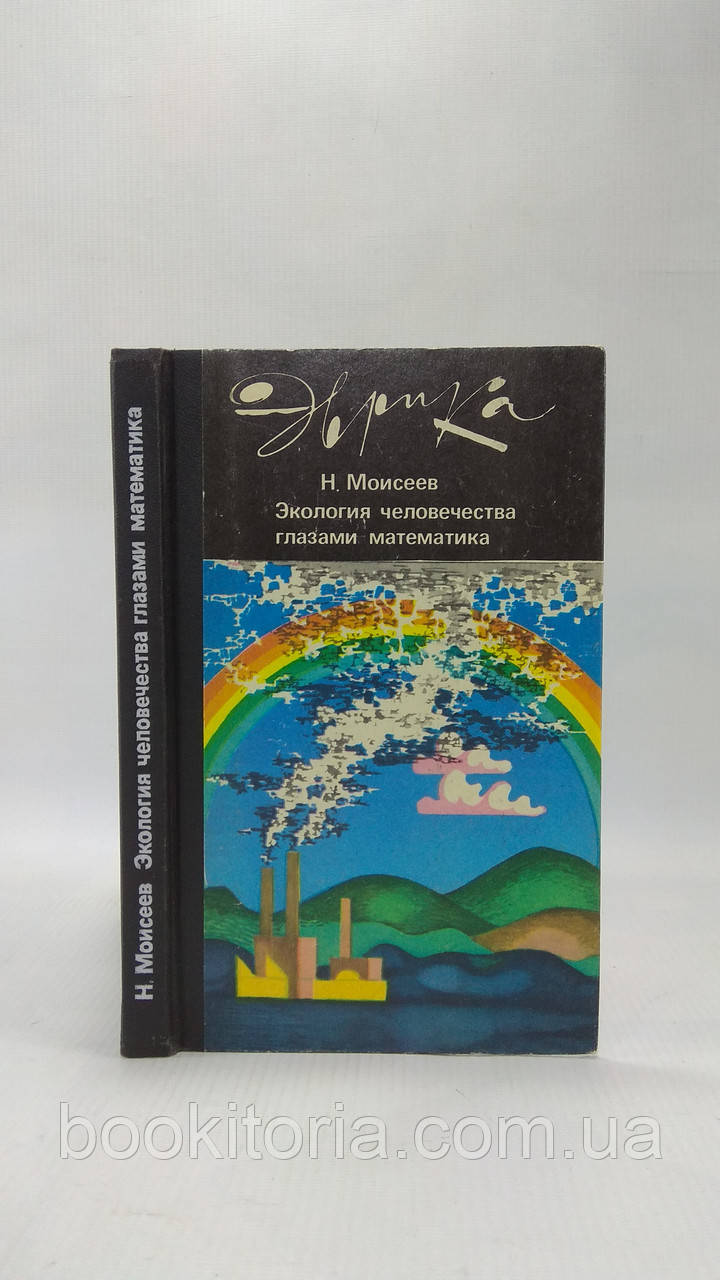 Эврика
Н. Моисеев
Экология человечества
глазами математика
Н. Моисеев Экология человечества глазами математика
bookitoria.com.ua